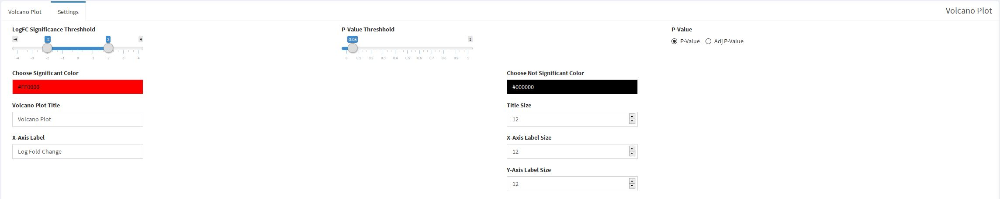 Volcano Plot Settings Volcano Plot
LogFC Significance Threshhold P-Value Threshhold P-Value
-4 -2 2 4 0.05 1 P-Value Adj P-Value
-4 -3 -2 -1 0 1 2 3 4 0 0.1 0.2 0.3 0.4 0.5 0.6 0.7 0.8 0.9 1
Choose Significant Color Choose Not Significant Color
#FF0000 #000000
Volcano Plot Title Title Size
Volcano Plot 12
X-Axis Label X-Axis Label Size
Log Fold Change 12
Y-Axis Label Size
12